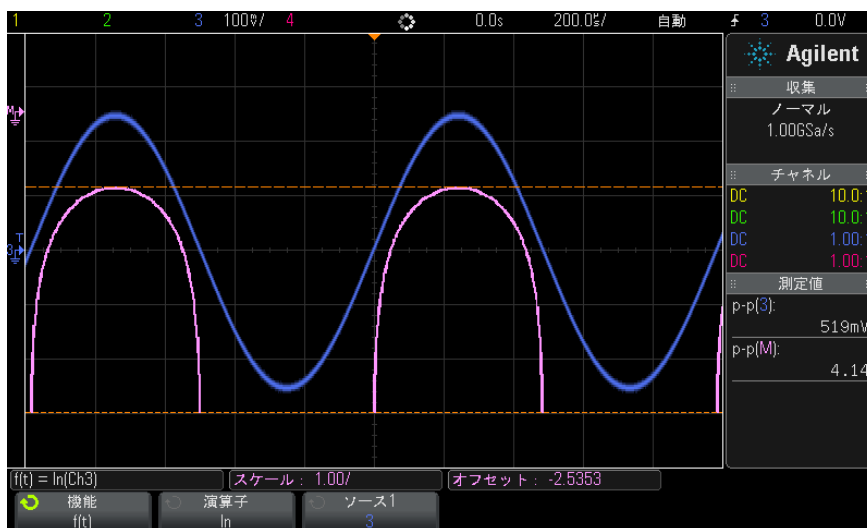 1 2 3 100▽/ 4 0.0s 200.0▽/ 自動 3 0.0V
Agilent
収集
ノーマル
1.00GSa/s
チャネル
DC 10.0:
DC 10.0:
DC 1.00:
DC 1.00:
測定値
p-p(3):
519mV
p-p(M):
4.14
M
T
3
f(t) = ln(Ch3)
スケール : 1.00/
オフセット : -2.5353
機能
f(t)
演算子
ln
ソース1
3